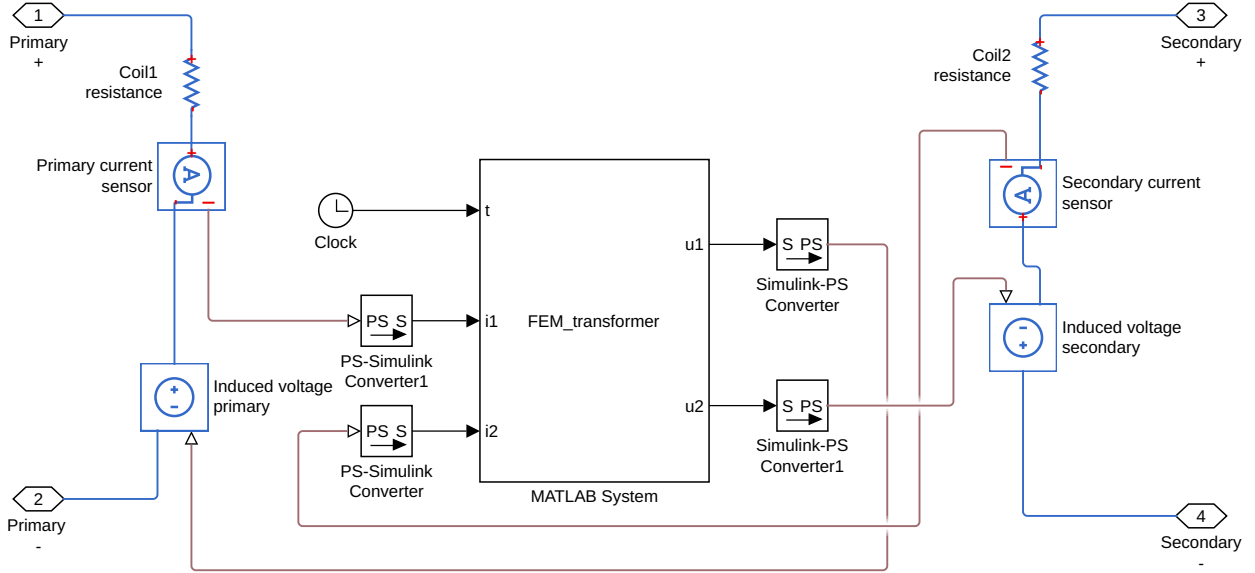 1
Primary
+
Coil1
resistance
Primary current
sensor
A
Induced voltage
primary
2
Primary
-
Clock
PS S
PS-Simulink
Converter1
PS S
PS-Simulink
Converter
t
i1
i2
FEM_transformer
u1
u2
MATLAB System
S PS
Simulink-PS
Converter
S PS
Simulink-PS
Converter1
3
Secondary
+
Coil2
resistance
Secondary current
sensor
A
Induced voltage
secondary
4
Secondary
-